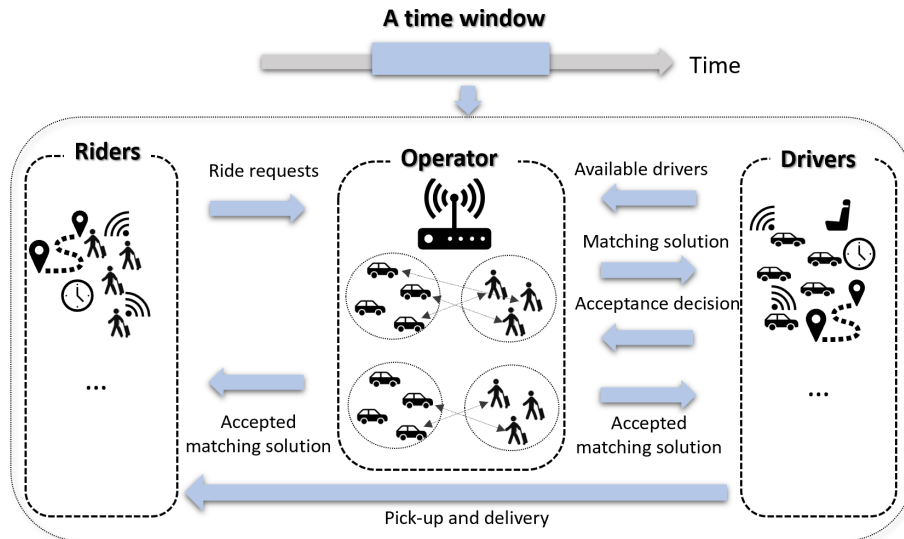 A time window
Time
Riders
Operator
Drivers
Ride requests
Available drivers
Matching solution
Acceptance decision
...
...
Accepted
matching solution
Accepted
matching solution
Pick-up and delivery